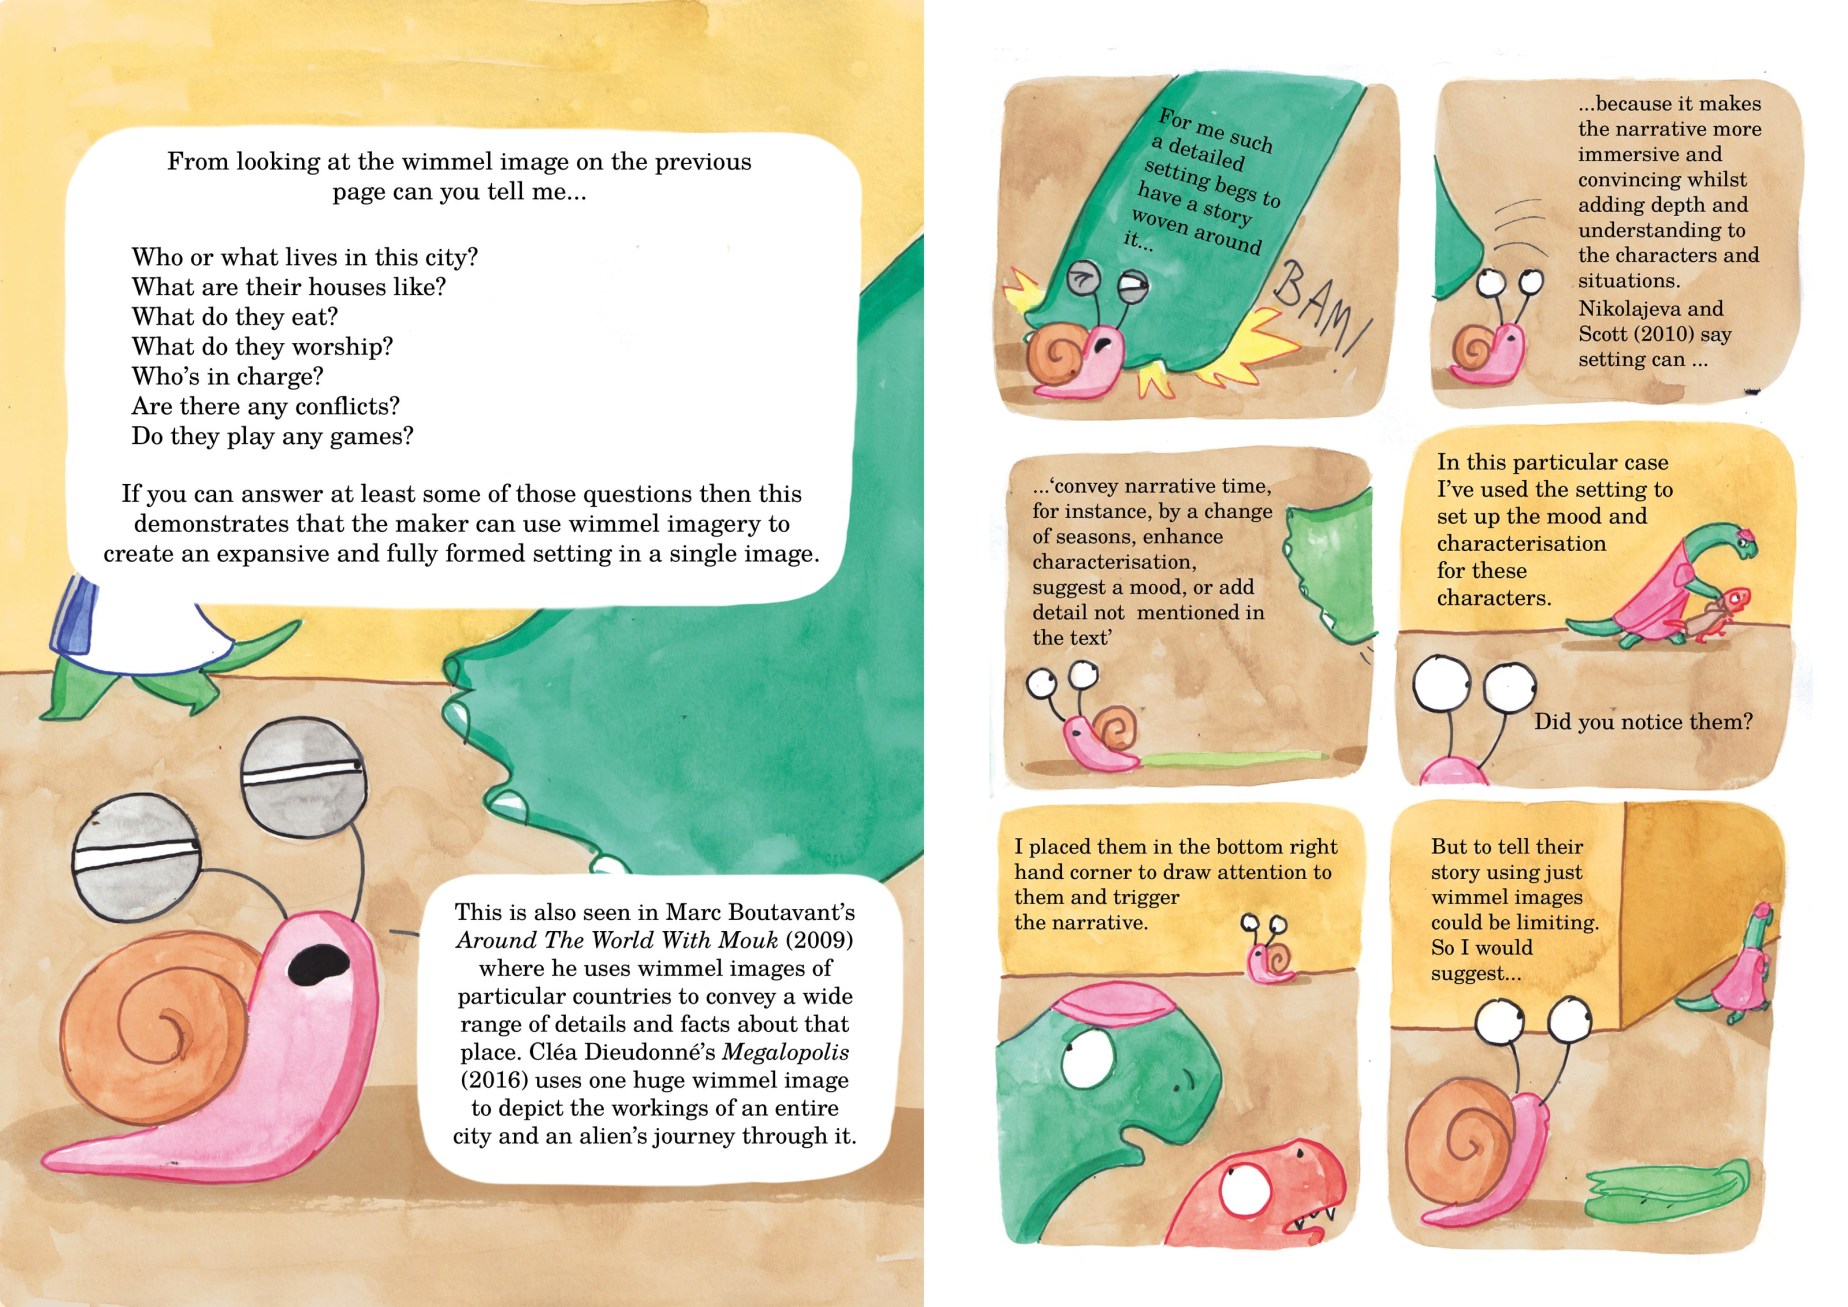 From looking at the wimmel image on the previous
page can you tell me...
Who or what lives in this city?
What are their houses like?
What do they eat?
What do they worship?
Who's in charge?
Are there any conflicts?
Do they play any games?
If you can answer at least some of those questions then this
demonstrates that the maker can use wimmel imagery to
create an expansive and fully formed setting in a single image.
This is also seen in Marc Boutavant's
Around The World With Mouk (2009)
where he uses wimmel images of
particular countries to convey a wide
range of details and facts about that
place. Cléa Dieudonné's Megalopolis
(2016) uses one huge wimmel image
to depict the workings of an entire
city and an alien's journey through it.
For me such
a detailed
setting begs to
have a story
woven around
it...
BAM!
...because it makes
the narrative more
immersive and
convincing whilst
adding depth and
understanding to
the characters and
situations.
Nikolajeva and
Scott (2010) say
setting can ...
...‘convey narrative time,
for instance, by a change
of seasons, enhance
characterisation,
suggest a mood, or add
detail not mentioned in
the text’
In this particular case
I've used the setting to
set up the mood and
characterisation
for these
characters.
Did you notice them?
I placed them in the bottom right
hand corner to draw attention to
them and trigger
the narrative.
But to tell their
story using just
wimmel images
could be limiting.
So I would
suggest...